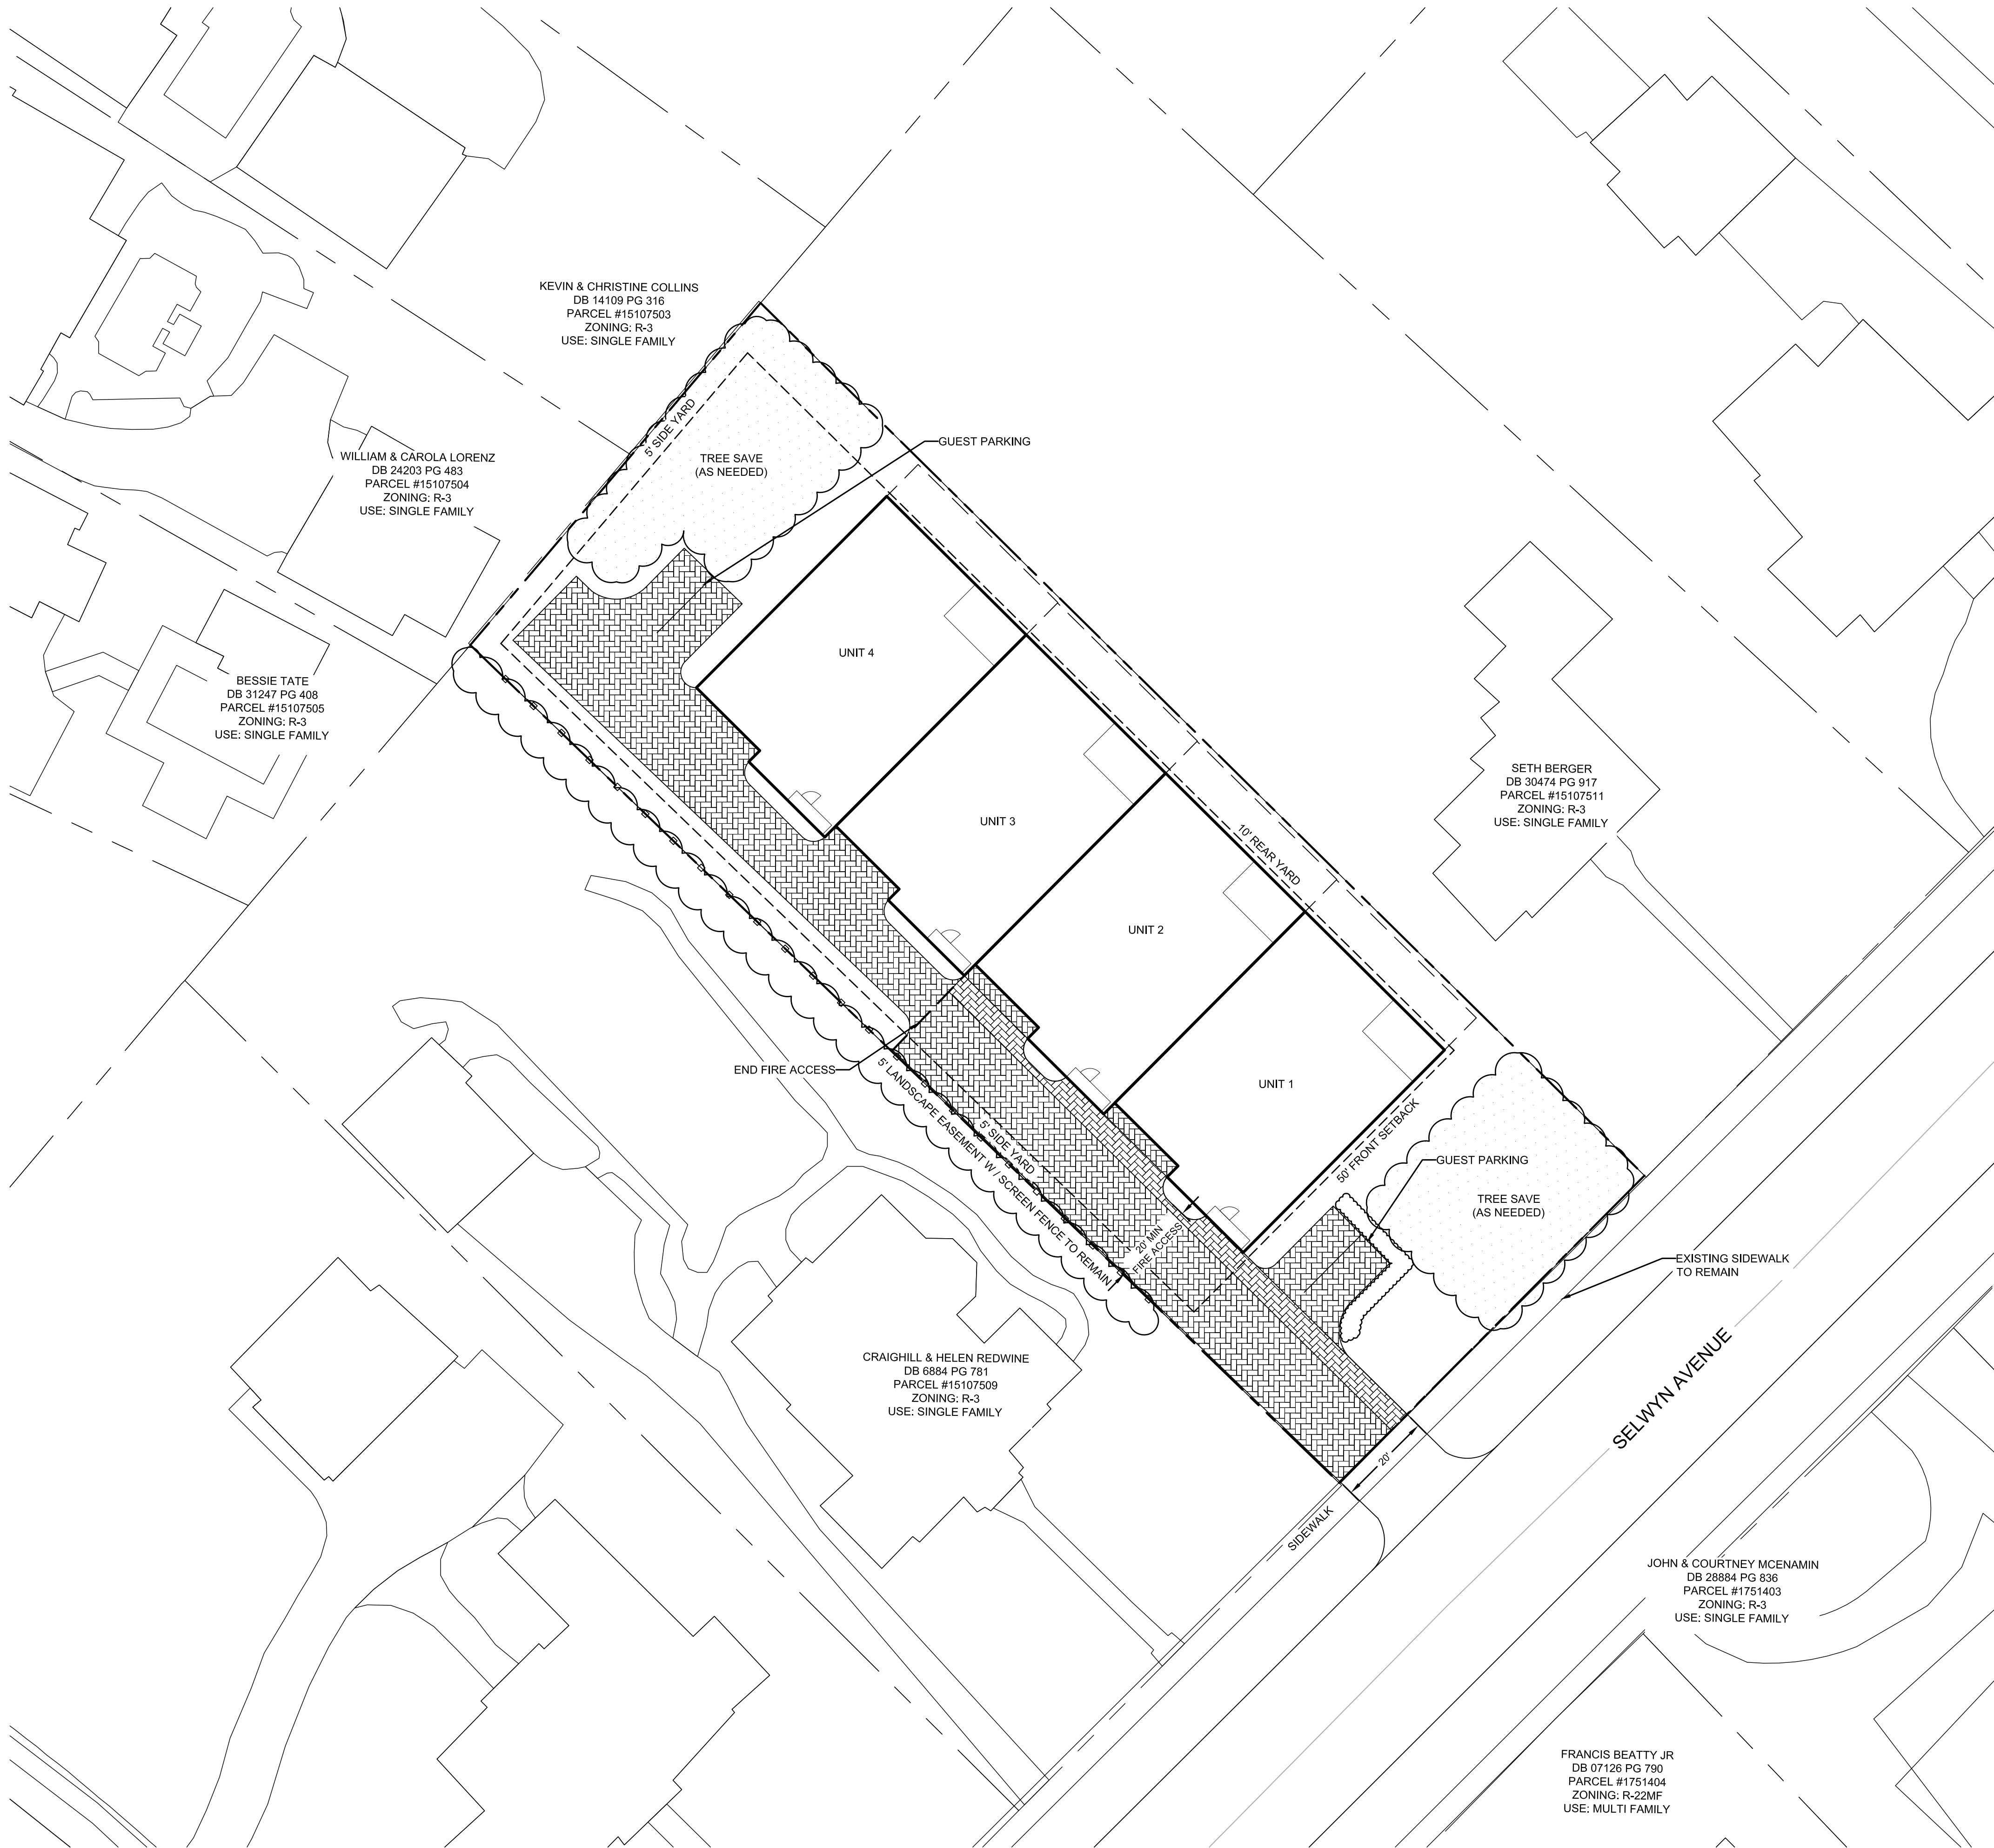 KEVIN & CHRISTINE COLLINS
DB 14109 PG 316
PARCEL #15107503
ZONING: R-3
USE: SINGLE FAMILY
5' SIDE YARD
GUEST PARKING
TREE SAVE
(AS NEEDED)
WILLIAM & CAROLA LORENZ
DB 24203 PG 483
PARCEL #15107504
ZONING: R-3
USE: SINGLE FAMILY
UNIT 4
BESSIE TATE
DB 31247 PG 408
PARCEL #15107505
ZONING: R-3
USE: SINGLE FAMILY
SETH BERGER
DB 30474 PG 917
PARCEL #15107511
ZONING: R-3
USE: SINGLE FAMILY
UNIT 3
10' REAR YARD
UNIT 2
END FIRE ACCESS
UNIT 1
5' LANDSCAPE EASEMENT W/ SCREEN FENCE TO REMAIN
5' SIDE YARD
50' FRONT SETBACK
GUEST PARKING
TREE SAVE
(AS NEEDED)
20' MIN
FIRE ACCESS
EXISTING SIDEWALK
TO REMAIN
CRAIGHILL & HELEN REDWINE
DB 6884 PG 781
PARCEL #15107509
ZONING: R-3
USE: SINGLE FAMILY
SELWYN AVENUE
20'
SIDEWALK
JOHN & COURTNEY MCENAMIN
DB 28884 PG 836
PARCEL #1751403
ZONING: R-3
USE: SINGLE FAMILY
FRANCIS BEATTY JR
DB 07126 PG 790
PARCEL #1751404
ZONING: R-22MF
USE: MULTI FAMILY